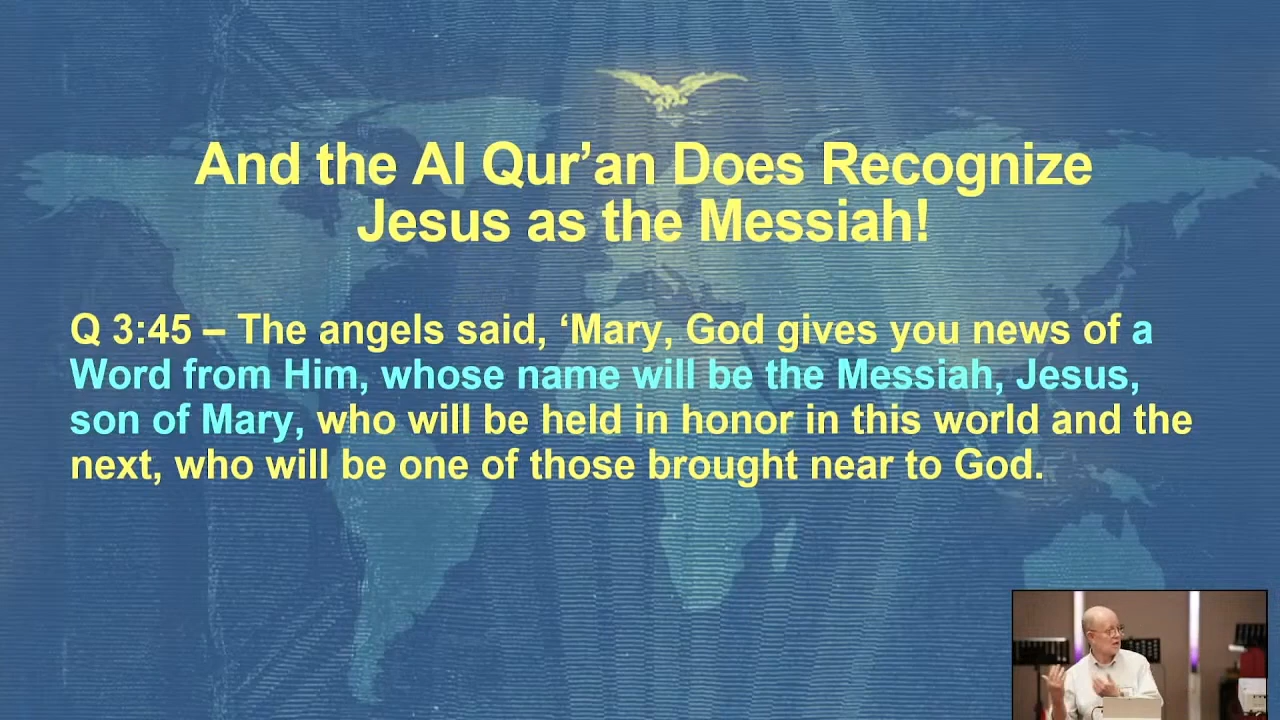 And the Al Qur’an Does Recognize
Jesus as the Messiah!
Q 3:45 – The angels said, ‘Mary, God gives you news of a
Word from Him, whose name will be the Messiah, Jesus,
son of Mary, who will be held in honor in this world and the
next, who will be one of those brought near to God.